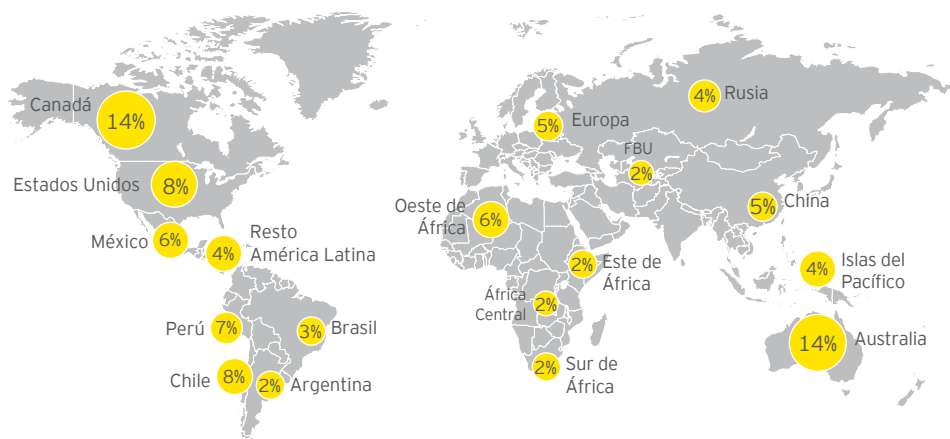 Canadá
14%
Estados Unidos
8%
México
6%
Resto
América Latina
4%
Perú
7%
Brasil
3%
Chile
8%
Argentina
2%
Rusia
4%
Europa
5%
FBU
2%
China
5%
Oeste de
África
6%
Este de
África
2%
África
Central
2%
Sur de
África
2%
Islas del
Pacífico
4%
Australia
14%